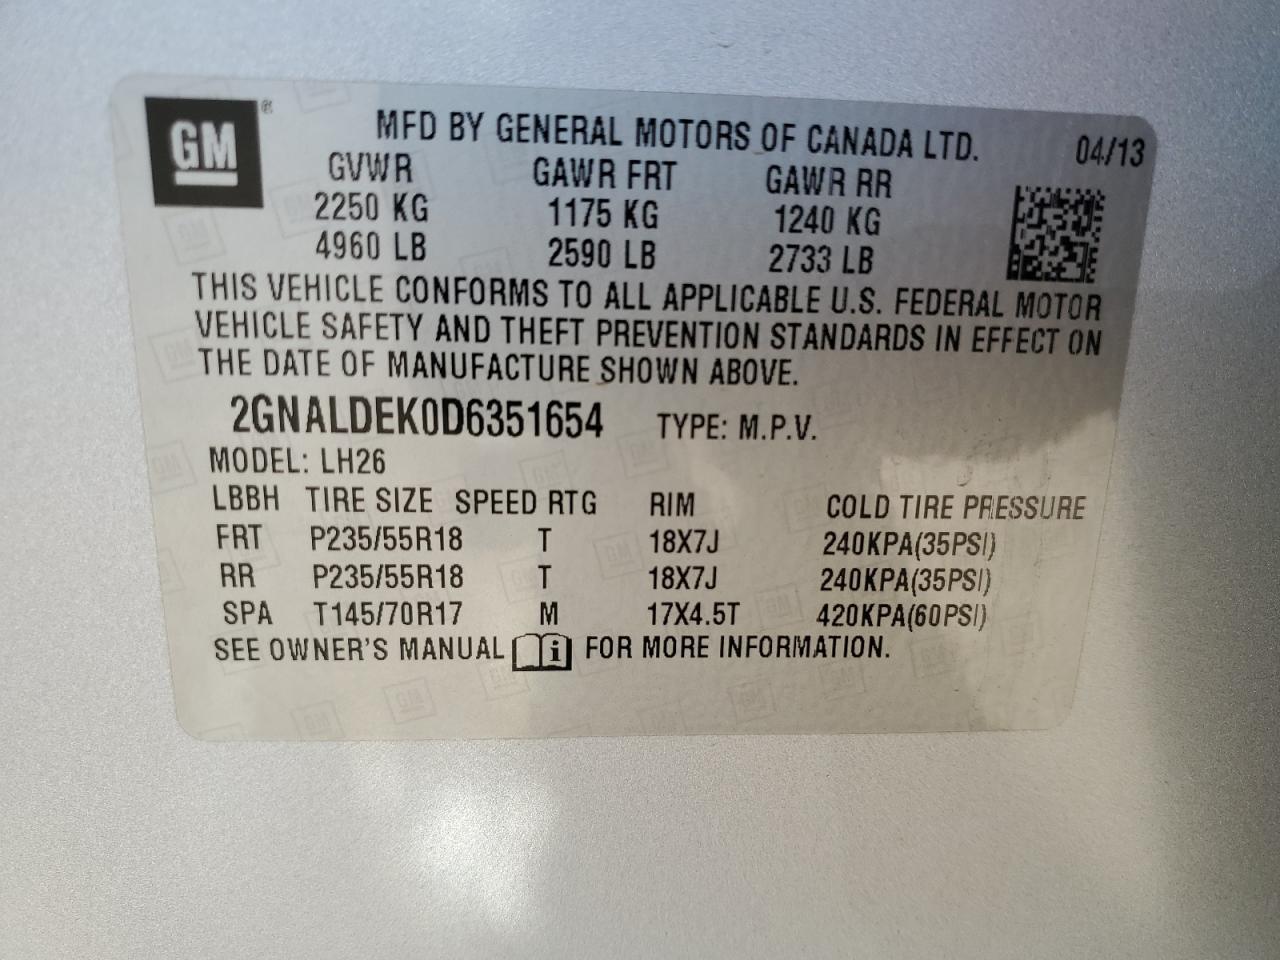 GM®
MFD BY GENERAL MOTORS OF CANADA LTD. 04/13
GVWR GAWR FRT GAWR RR
2250 KG 1175 KG 1240 KG
4960 LB 2590 LB 2733 LB
THIS VEHICLE CONFORMS TO ALL APPLICABLE U.S. FEDERAL MOTOR
VEHICLE SAFETY AND THEFT PREVENTION STANDARDS IN EFFECT ON
THE DATE OF MANUFACTURE SHOWN ABOVE.
2GNALDEK0D6351654 TYPE: M.P.V.
MODEL: LH26
LBBH TIRE SIZE SPEED RTG RIM COLD TIRE PRESSURE
FRT P235/55R18 T 18X7J 240KPA(35PSI)
RR P235/55R18 T 18X7J 240KPA(35PSI)
SPA T145/70R17 M 17X4.5T 420KPA(60PSI)
SEE OWNER'S MANUAL i FOR MORE INFORMATION.